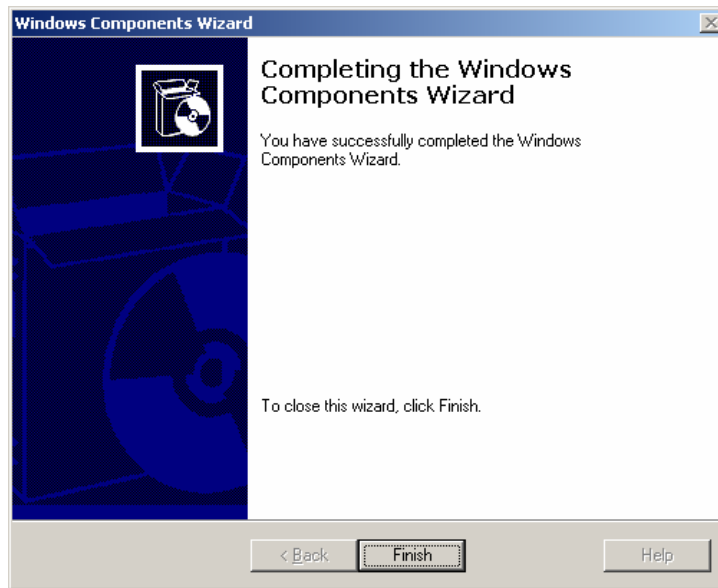 Windows Components Wizard
Completing the Windows
Components Wizard
You have successfully completed the Windows
Components Wizard.
To close this wizard, click Finish.
< Back
Finish
Help